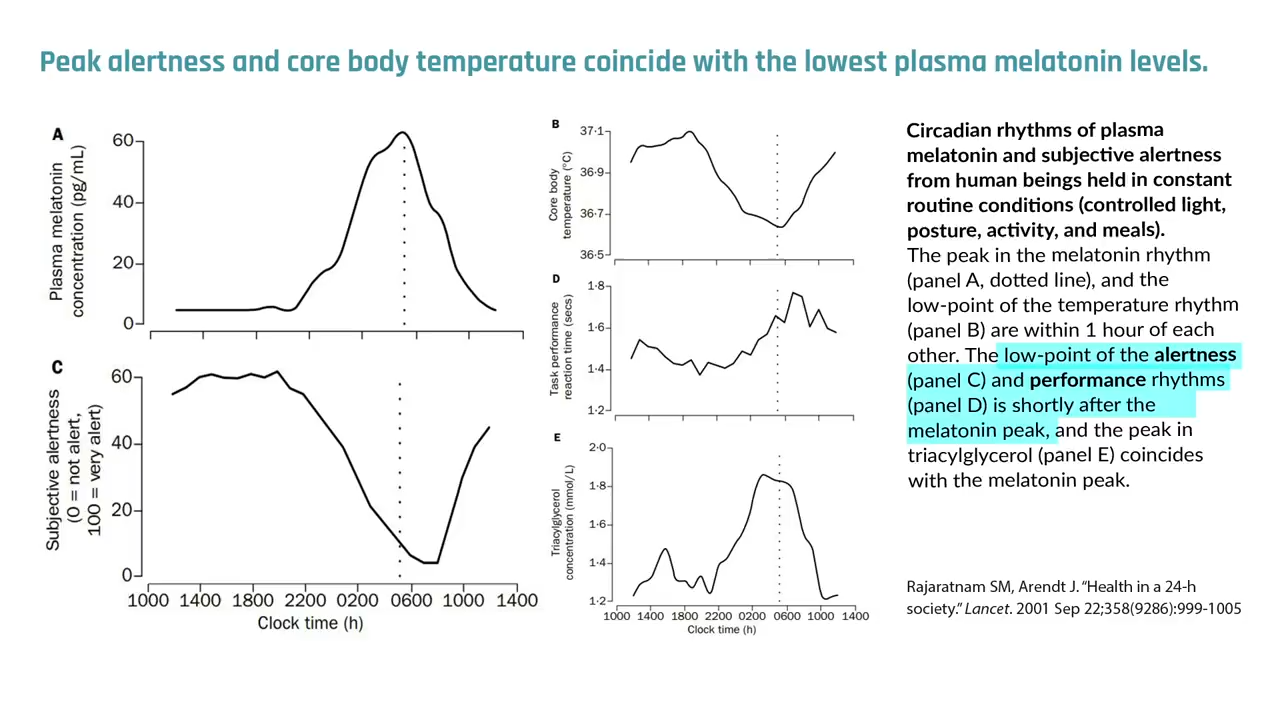 Peak alertness and core body temperature coincide with the lowest plasma melatonin levels.
A
Plasma melatonin
concentration (pg/mL)
60
40
20
0
C
Subjective alertness
(0 = not alert,
100 = very alert)
60
40
20
0
1000 1400 1800 2200 0200 0600 1000 1400
Clock time (h)
B
Core body
temperature (°C)
37·1
36·9
36·7
36·5
D
Task performance
reaction time (secs)
1·8
1·6
1·4
1·2
E
Triacylglycerol
concentration (mmol/L)
2·0
1·8
1·6
1·4
1·2
1000 1400 1800 2200 0200 0600 1000 1400
Clock time (h)
Circadian rhythms of plasma
melatonin and subjective alertness
from human beings held in constant
routine conditions (controlled light,
posture, activity, and meals).
The peak in the melatonin rhythm
(panel A, dotted line), and the
low-point of the temperature rhythm
(panel B) are within 1 hour of each
other. The low-point of the alertness
(panel C) and performance rhythms
(panel D) is shortly after the
melatonin peak, and the peak in
triacylglycerol (panel E) coincides
with the melatonin peak.
Rajaratnam SM, Arendt J. “Health in a 24-h
society.” Lancet. 2001 Sep 22;358(9286):999-1005